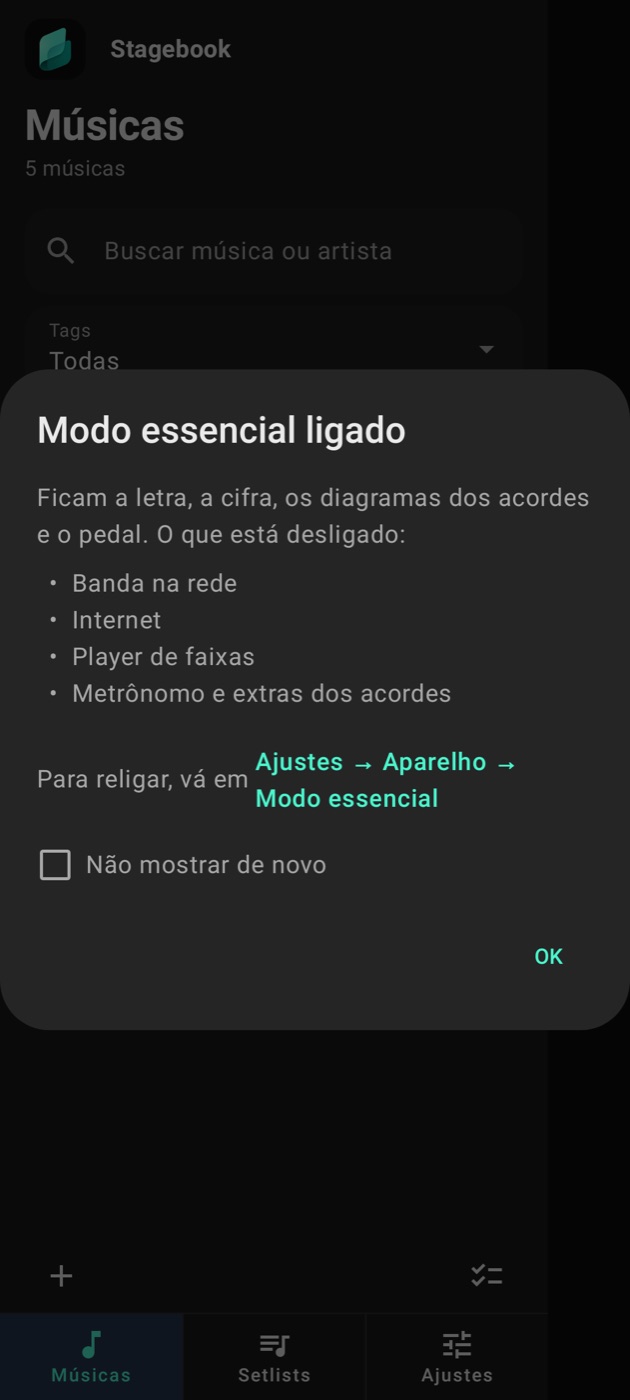 Stagebook
Músicas
5 músicas
Buscar música ou artista
Tags
Todas
Modo essencial ligado
Ficam a letra, a cifra, os diagramas dos acordes
e o pedal. O que está desligado:
• Banda na rede
• Internet
• Player de faixas
• Metrônomo e extras dos acordes
Para religar, vá em Ajustes → Aparelho →
Modo essencial
Não mostrar de novo
OK
Músicas
Setlists
Ajustes